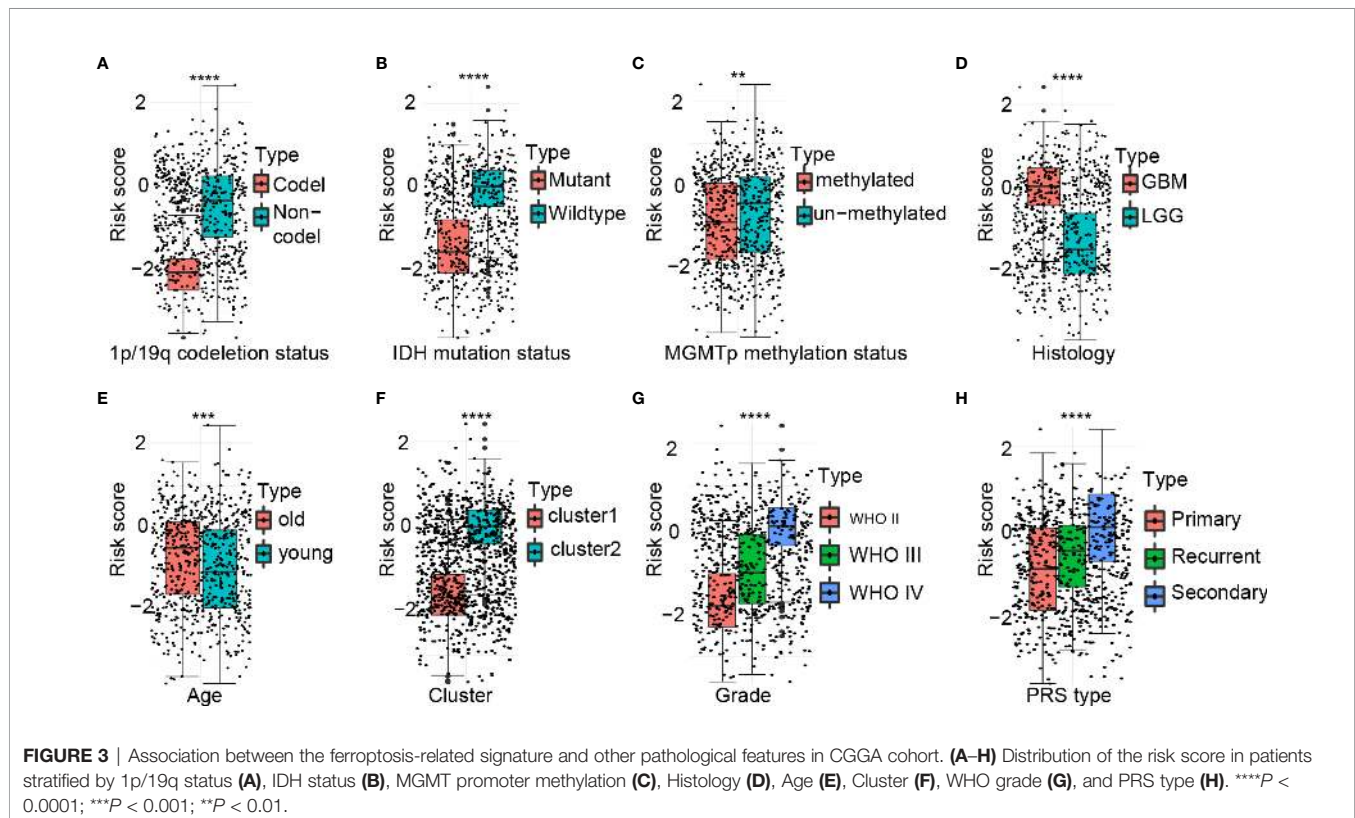 A
****
2
0
−2
Risk score
Type
Codel
Non-
codel
1p/19q codeletion status
B
****
2
0
−2
Risk score
Type
Mutant
Wildtype
IDH mutation status
C
**
2
0
−2
Risk score
Type
methylated
un-methylated
MGMTp methylation status
D
****
2
0
−2
Risk score
Type
GBM
LGG
Histology
E
***
2
0
−2
Risk score
Type
old
young
Age
F
****
2
0
−2
Risk score
Type
cluster1
cluster2
Cluster
G
****
2
0
−2
Risk score
Type
WHO II
WHO III
WHO IV
Grade
H
****
2
0
−2
Risk score
Type
Primary
Recurrent
Secondary
PRS type
FIGURE 3 | Association between the ferroptosis-related signature and other pathological features in CGGA cohort. (A–H) Distribution of the risk score in patients
stratified by 1p/19q status (A), IDH status (B), MGMT promoter methylation (C), Histology (D), Age (E), Cluster (F), WHO grade (G), and PRS type (H). ****P <
0.0001; ***P < 0.001; **P < 0.01.